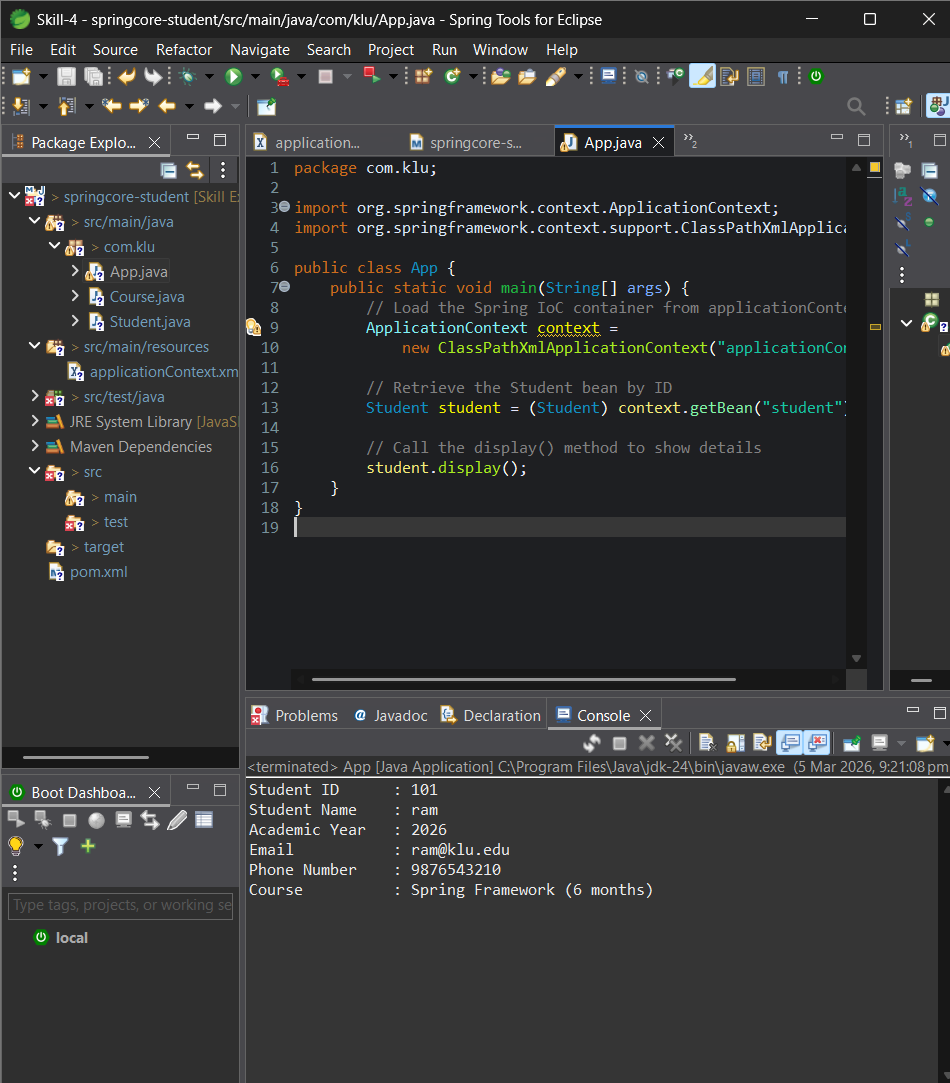 Skill-4 - springcore-student/src/main/java/com/klu/App.java - Spring Tools for Eclipse
File Edit Source Refactor Navigate Search Project Run Window Help
Package Explo...
> springcore-student [Skill Ex
> src/main/java
> com.klu
App.java
Course.java
Student.java
> src/main/resources
applicationContext.xm
> src/test/java
JRE System Library [JavaSI
Maven Dependencies
> src
> main
> test
> target
pom.xml
application...
springcore-s...
App.java
»2
»1
1 package com.klu;
2
3 import org.springframework.context.ApplicationContext;
4 import org.springframework.context.support.ClassPathXmlApplica
5
6 public class App {
7 public static void main(String[] args) {
8 // Load the Spring IoC container from applicationConte
9 ApplicationContext context =
10 new ClassPathXmlApplicationContext("applicationCon
11
12 // Retrieve the Student bean by ID
13 Student student = (Student) context.getBean("student")
14
15 // Call the display() method to show details
16 student.display();
17 }
18 }
19
Boot Dashboa...
Type tags, projects, or working se
local
Problems Javadoc Declaration Console
<terminated> App [Java Application] C:\Program Files\Java\jdk-24\bin\javaw.exe (5 Mar 2026, 9:21:08 pm
Student ID : 101
Student Name : ram
Academic Year : 2026
Email : ram@klu.edu
Phone Number : 9876543210
Course : Spring Framework (6 months)